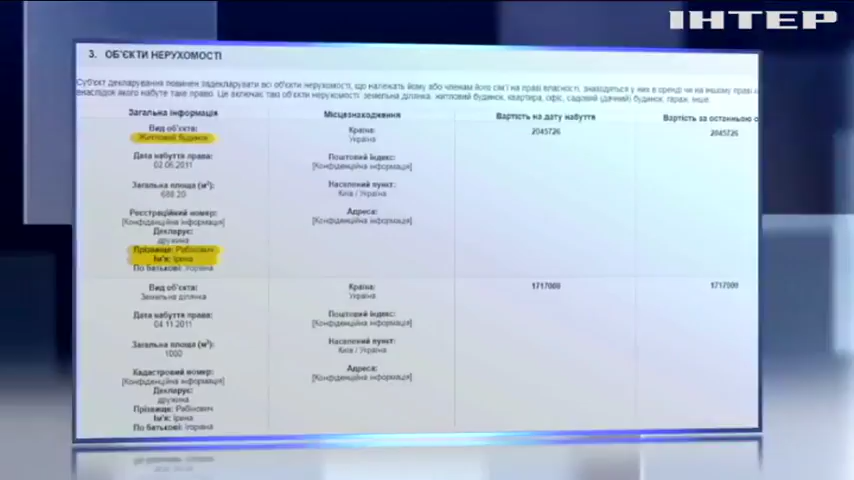 ІНТЕР
3. ОБ'ЄКТИ НЕРУХОМОСТІ
Суб'єкт декларування повинен задекларувати всі об'єкти нерухомості, що належать йому або членам його сім'ї на праві власності, знаходяться у них в оренді чи на іншому праві
внаслідок якого набуте таке право. Це включає такі об'єкти нерухомості: земельна ділянка, житловий будинок, квартира, офіс, садовий (дачний) будинок, гараж, інше.
Загальна інформація Місцезнаходження Вартість на дату набуття Вартість за останньою о
Вид об'єкта: Країна: 2045726 2045726
Житловий будинок Україна
Дата набуття права: Поштовий індекс:
02.06.2011 [Конфіденційна інформація]
Загальна площа (м²): Населений пункт:
688.20 Київ / Україна
Реєстраційний номер: Адреса:
[Конфіденційна інформація] [Конфіденційна інформація]
Декларує:
дружина
Прізвище: Рабінович
Ім'я: Ірена
По батькові: Ігорівна
Вид об'єкта: Країна: 1717000 1717000
Земельна ділянка Україна
Дата набуття права: Поштовий індекс:
04.11.2011 [Конфіденційна інформація]
Загальна площа (м²): Населений пункт:
1000 Київ / Україна
Кадастровий номер: Адреса:
[Конфіденційна інформація] [Конфіденційна інформація]
Декларує:
дружина
Прізвище: Рабінович
Ім'я: Ірена
По батькові: Ігорівна